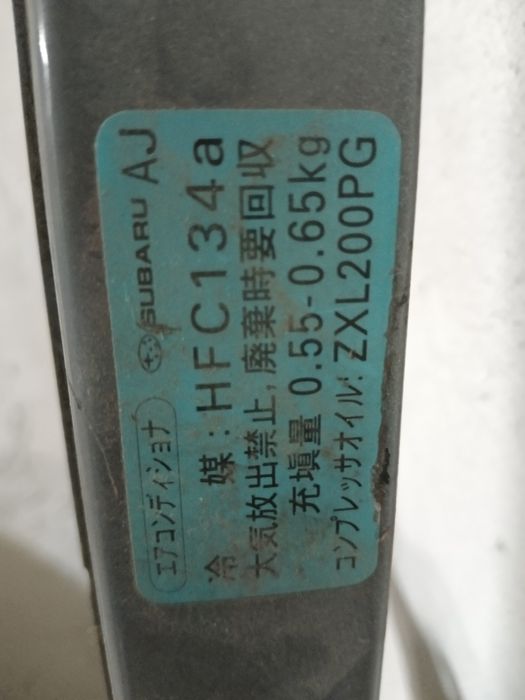 エアコンディショナ SUBARU AJ
冷媒:HFC134a
大気放出禁止,廃棄時要回収
充塡量 0.55-0.65kg
コンプレッサオイル:ZXL200PG